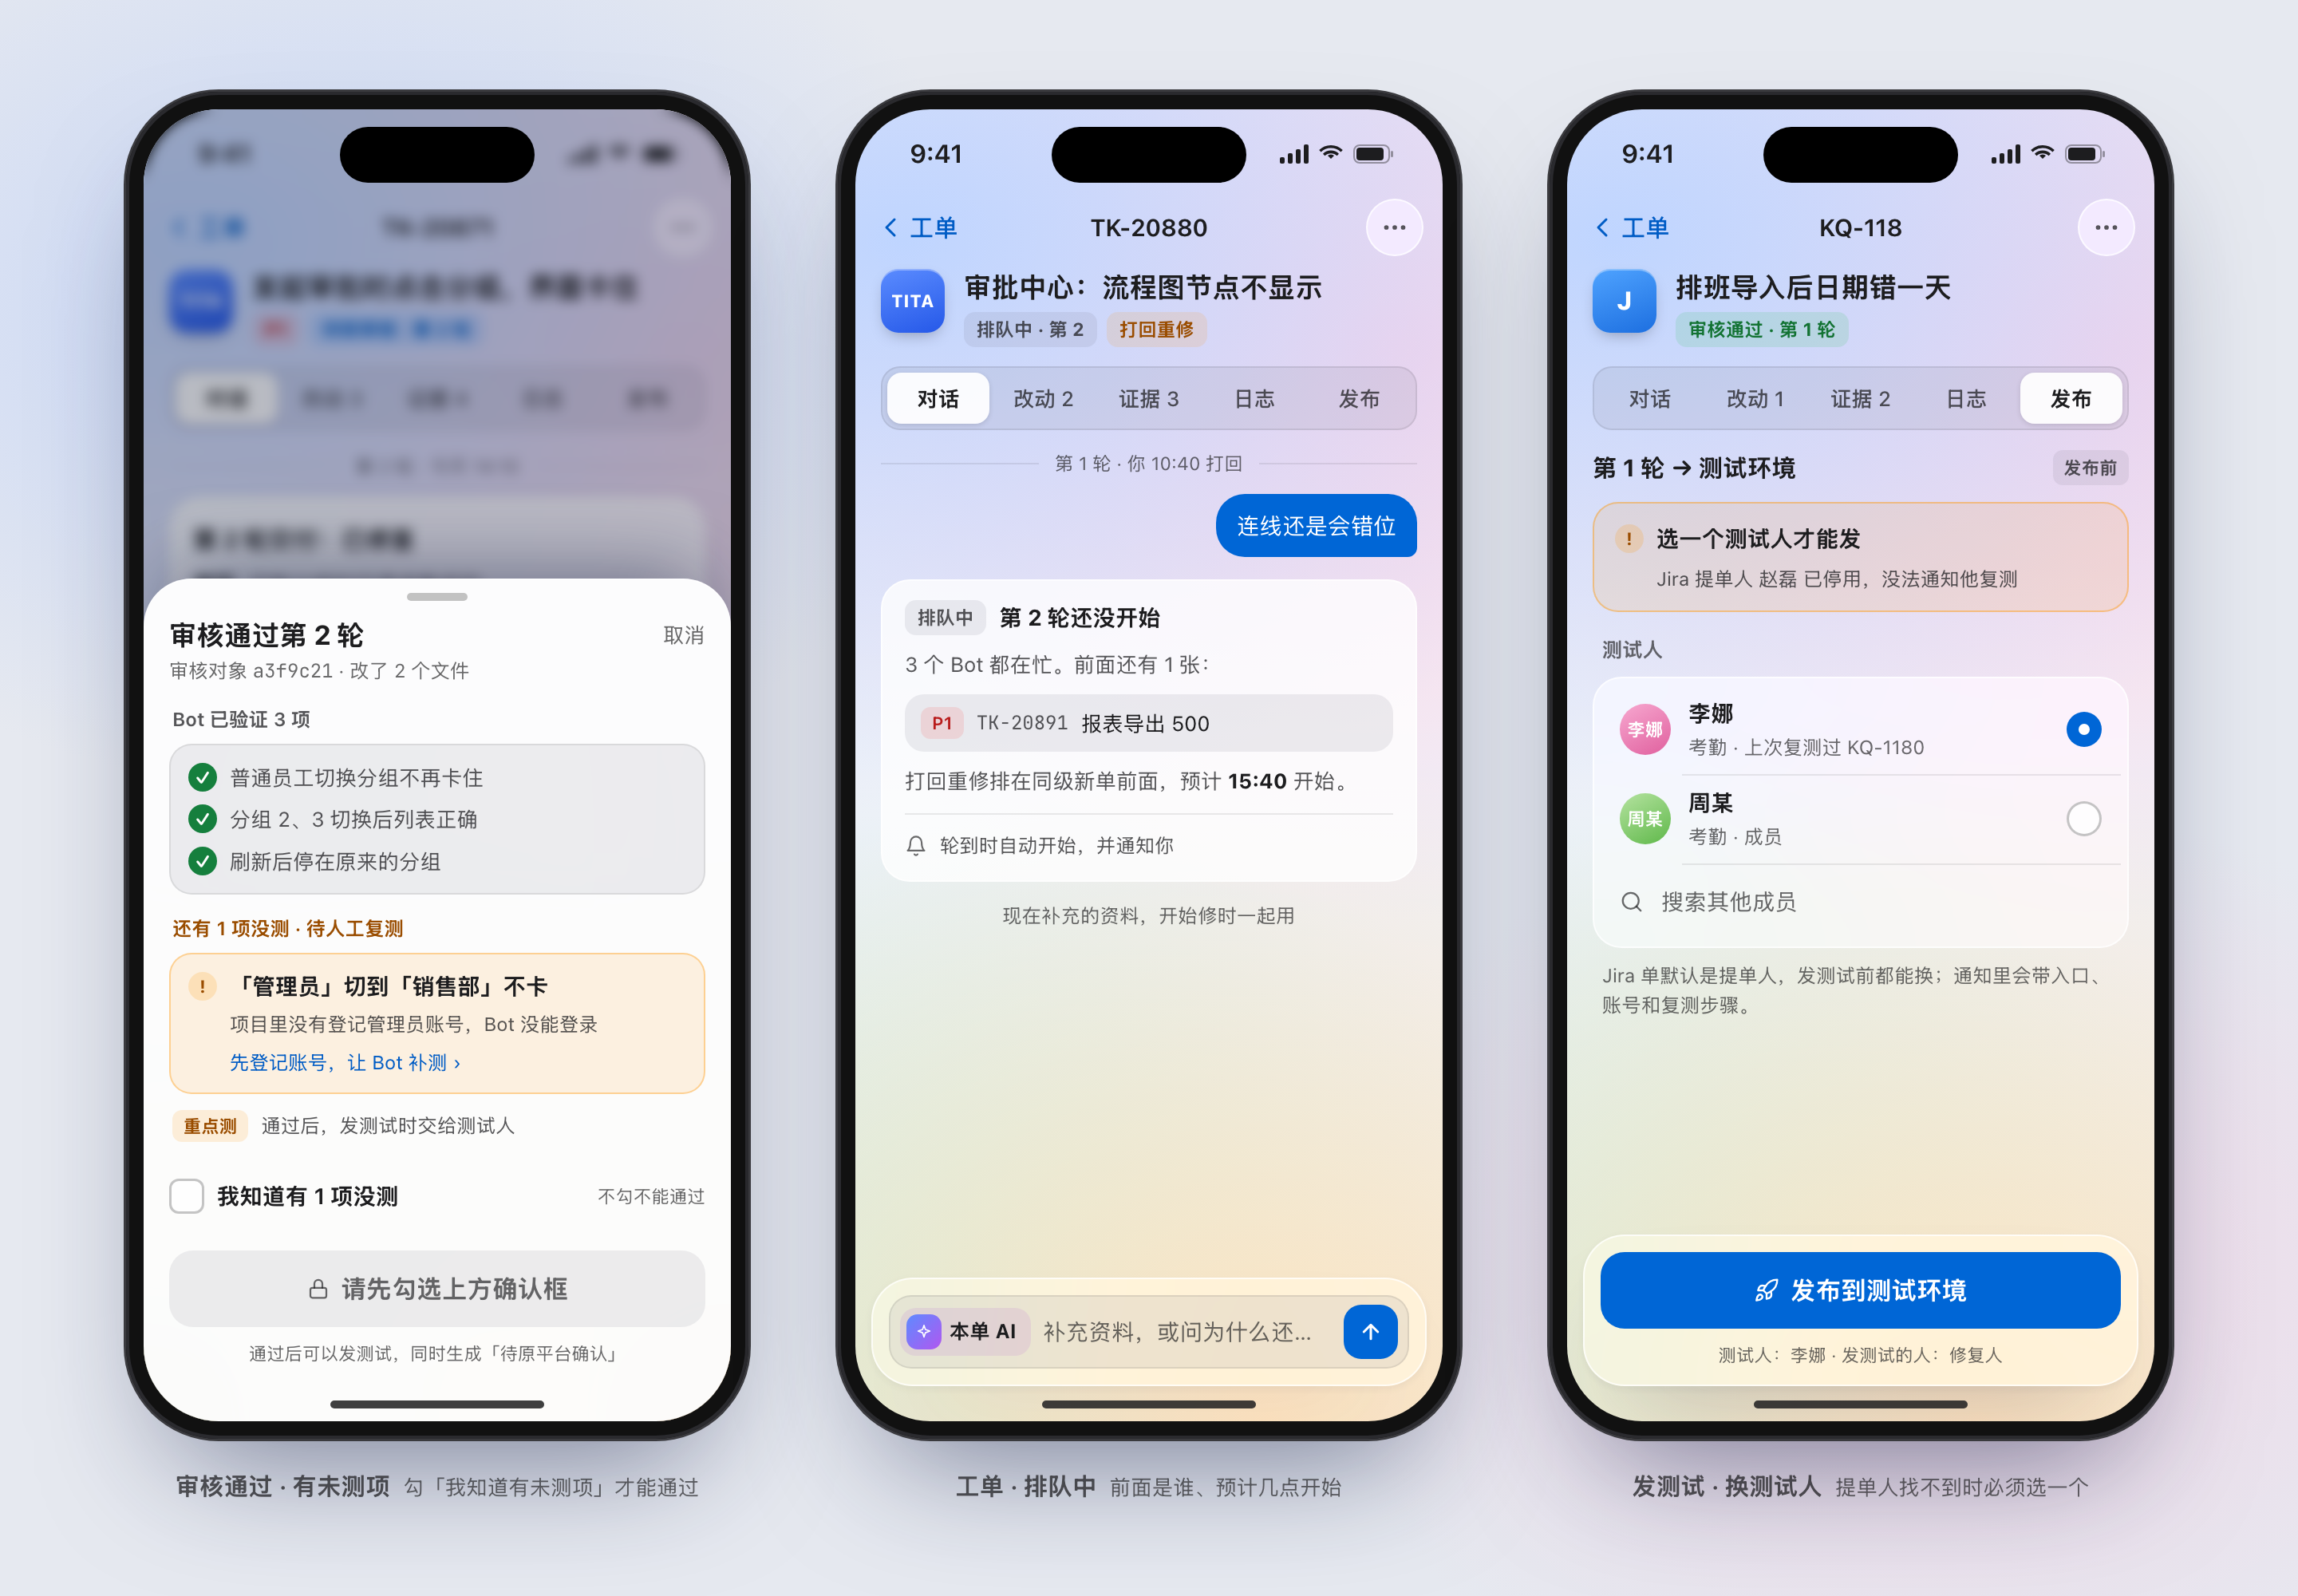 审核通过第 2 轮
取消
审核对象 a3f9c21 · 改了 2 个文件
Bot 已验证 3 项
普通员工切换分组不再卡住
分组 2、3 切换后列表正确
刷新后停在原来的分组
还有 1 项没测 · 待人工复测
! 「管理员」切到「销售部」不卡
项目里没有登记管理员账号，Bot 没能登录
先登记账号，让 Bot 补测 ›
重点测 通过后，发测试时交给测试人
我知道有 1 项没测
不勾不能通过
请先勾选上方确认框
通过后可以发测试，同时生成「待原平台确认」
审核通过 · 有未测项 勾「我知道有未测项」才能通过
9:41
工单
TK-20880
TITA
审批中心：流程图节点不显示
排队中 · 第 2 打回重修
对话 改动 2 证据 3 日志 发布
第 1 轮 · 你 10:40 打回
连线还是会错位
排队中 第 2 轮还没开始
3 个 Bot 都在忙。前面还有 1 张：
P1 TK-20891 报表导出 500
打回重修排在同级新单前面，预计 15:40 开始。
轮到时自动开始，并通知你
现在补充的资料，开始修时一起用
本单 AI 补充资料，或问为什么还...
工单 · 排队中 前面是谁、预计几点开始
9:41
工单
KQ-118
J
排班导入后日期错一天
审核通过 · 第 1 轮
对话 改动 1 证据 2 日志 发布
第 1 轮 → 测试环境
发布前
! 选一个测试人才能发
Jira 提单人 赵磊 已停用，没法通知他复测
测试人
李娜 李娜
考勤 · 上次复测过 KQ-1180
周某 周某
考勤 · 成员
搜索其他成员
Jira 单默认是提单人，发测试前都能换；通知里会带入口、
账号和复测步骤。
发布到测试环境
测试人：李娜 · 发测试的人：修复人
发测试 · 换测试人 提单人找不到时必须选一个